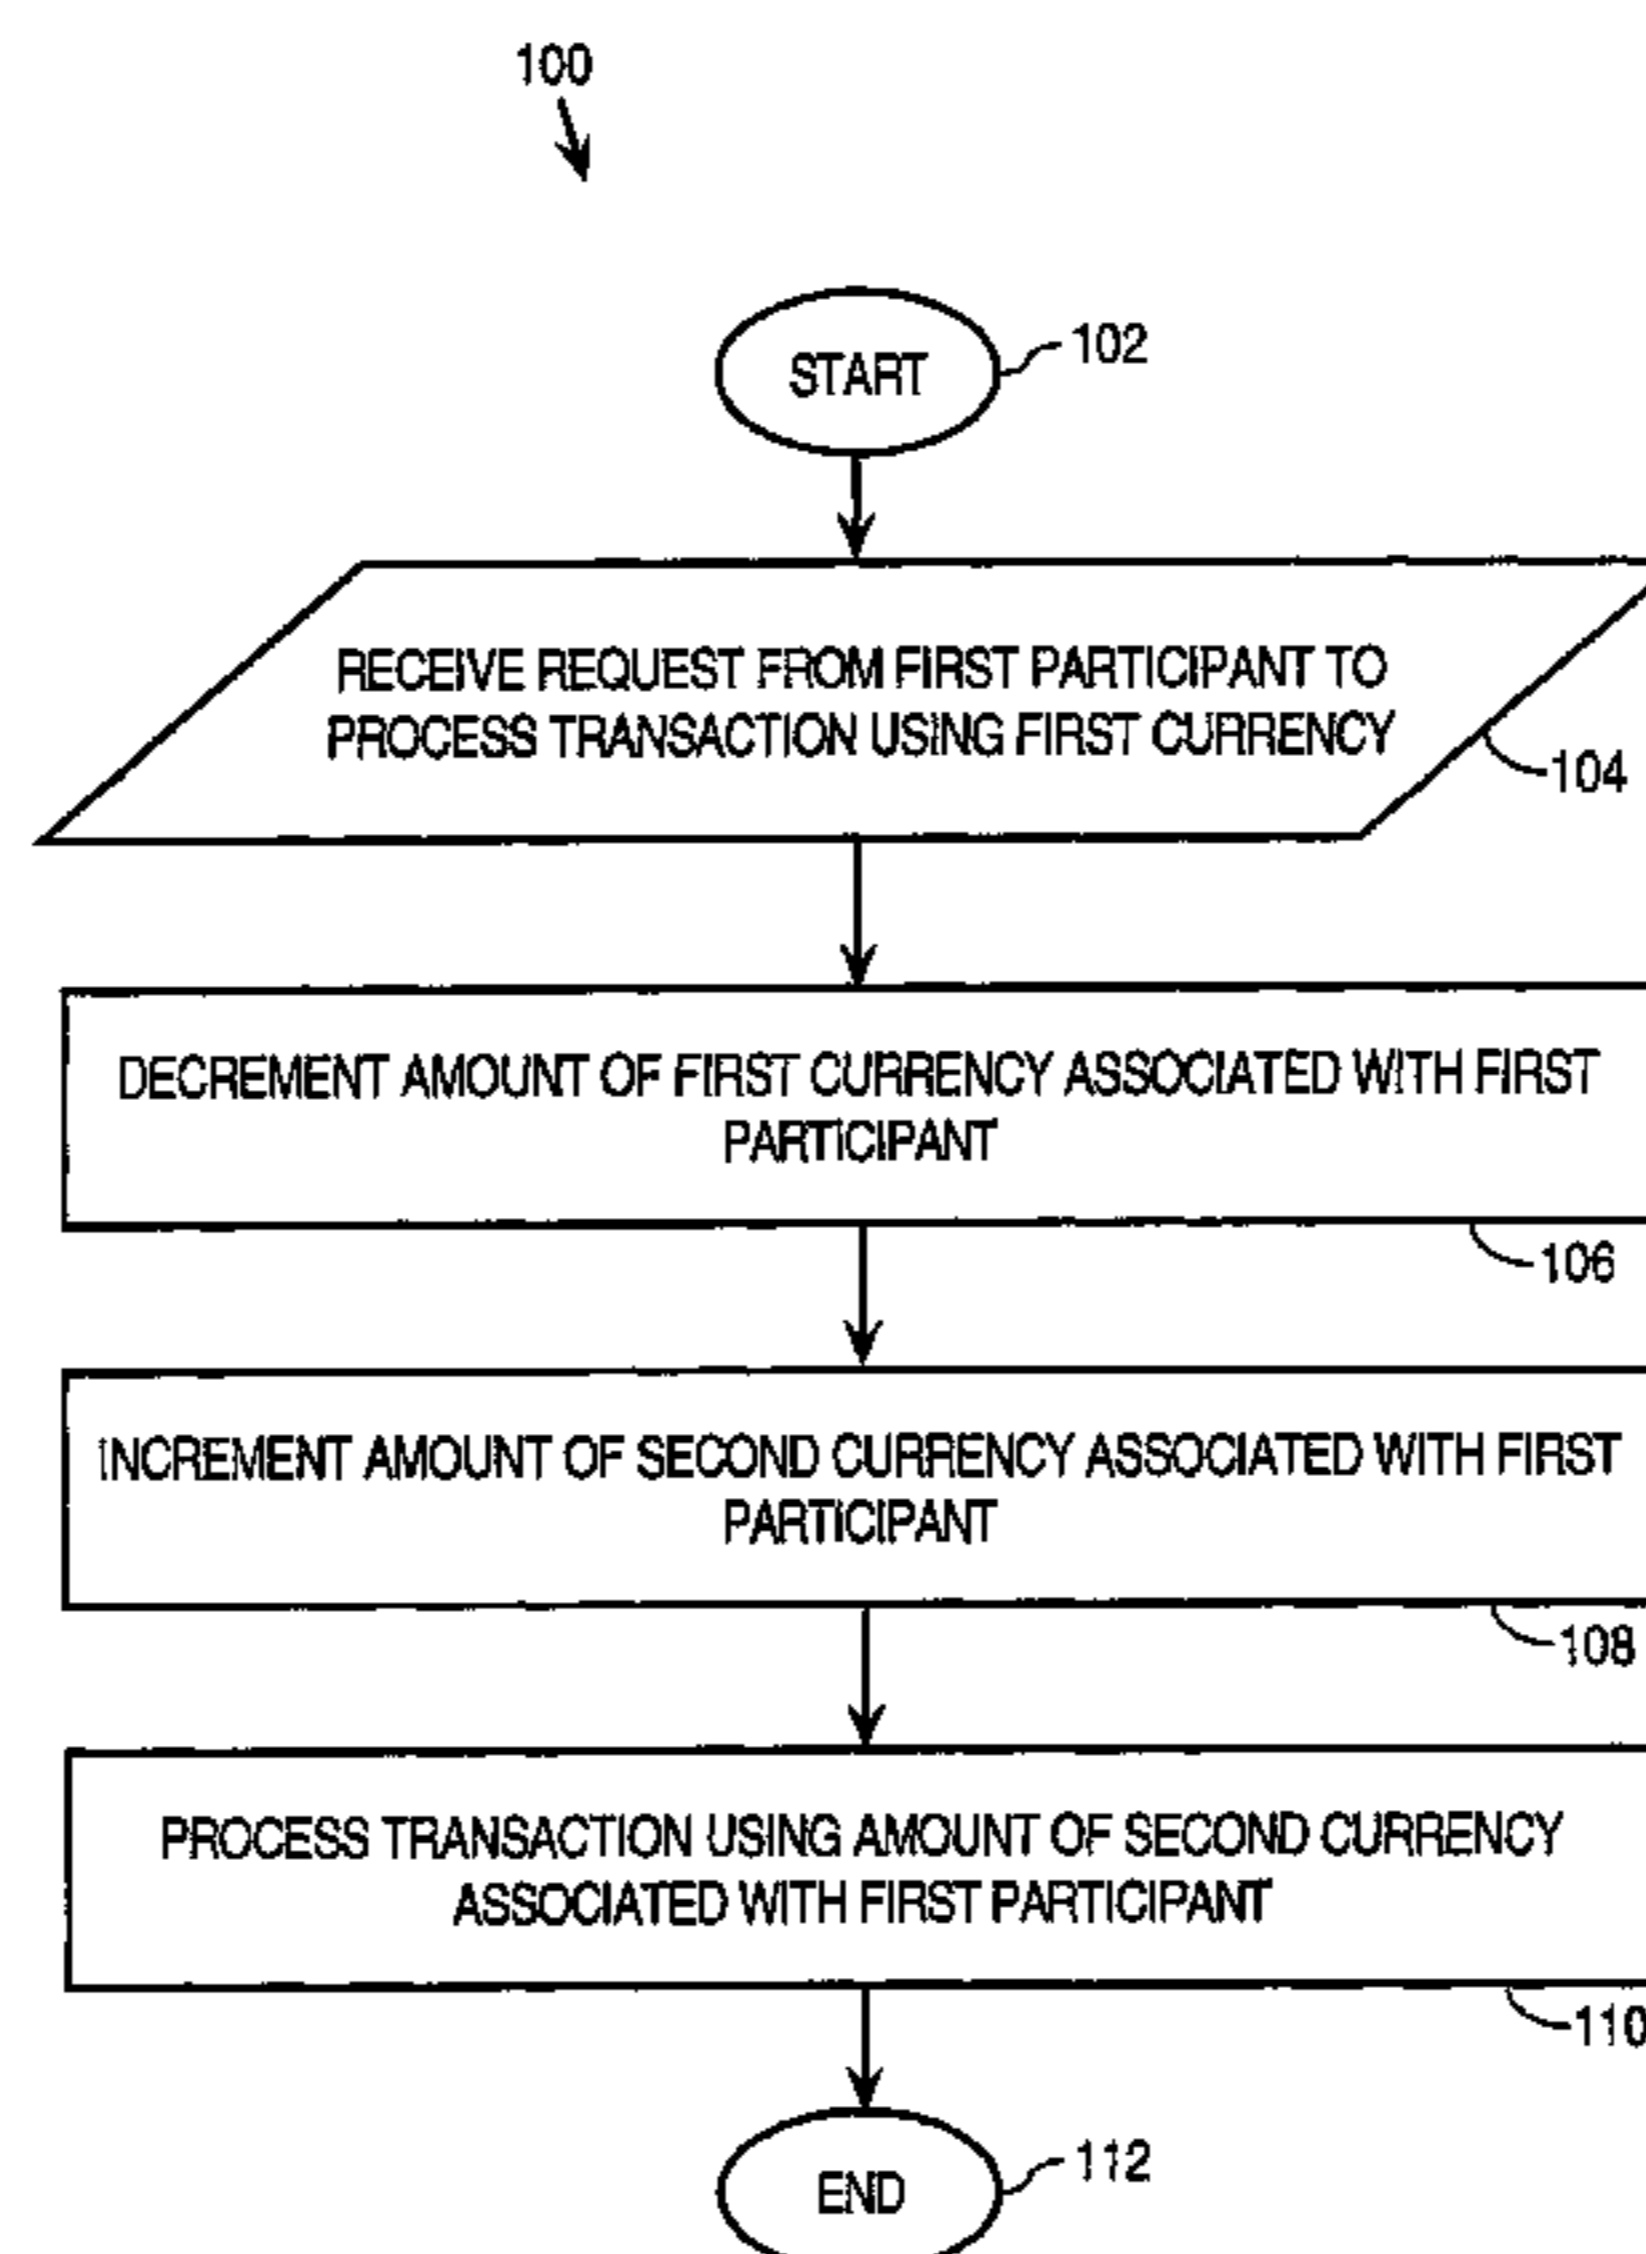 100
START
102
RECEIVE REQUEST FROM FIRST PARTICIPANT TO
PROCESS TRANSACTION USING FIRST CURRENCY
104
DECREMENT AMOUNT OF FIRST CURRENCY ASSOCIATED WITH FIRST
PARTICIPANT
106
INCREMENT AMOUNT OF SECOND CURRENCY ASSOCIATED WITH FIRST
PARTICIPANT
108
PROCESS TRANSACTION USING AMOUNT OF SECOND CURRENCY
ASSOCIATED WITH FIRST PARTICIPANT
110
END
112